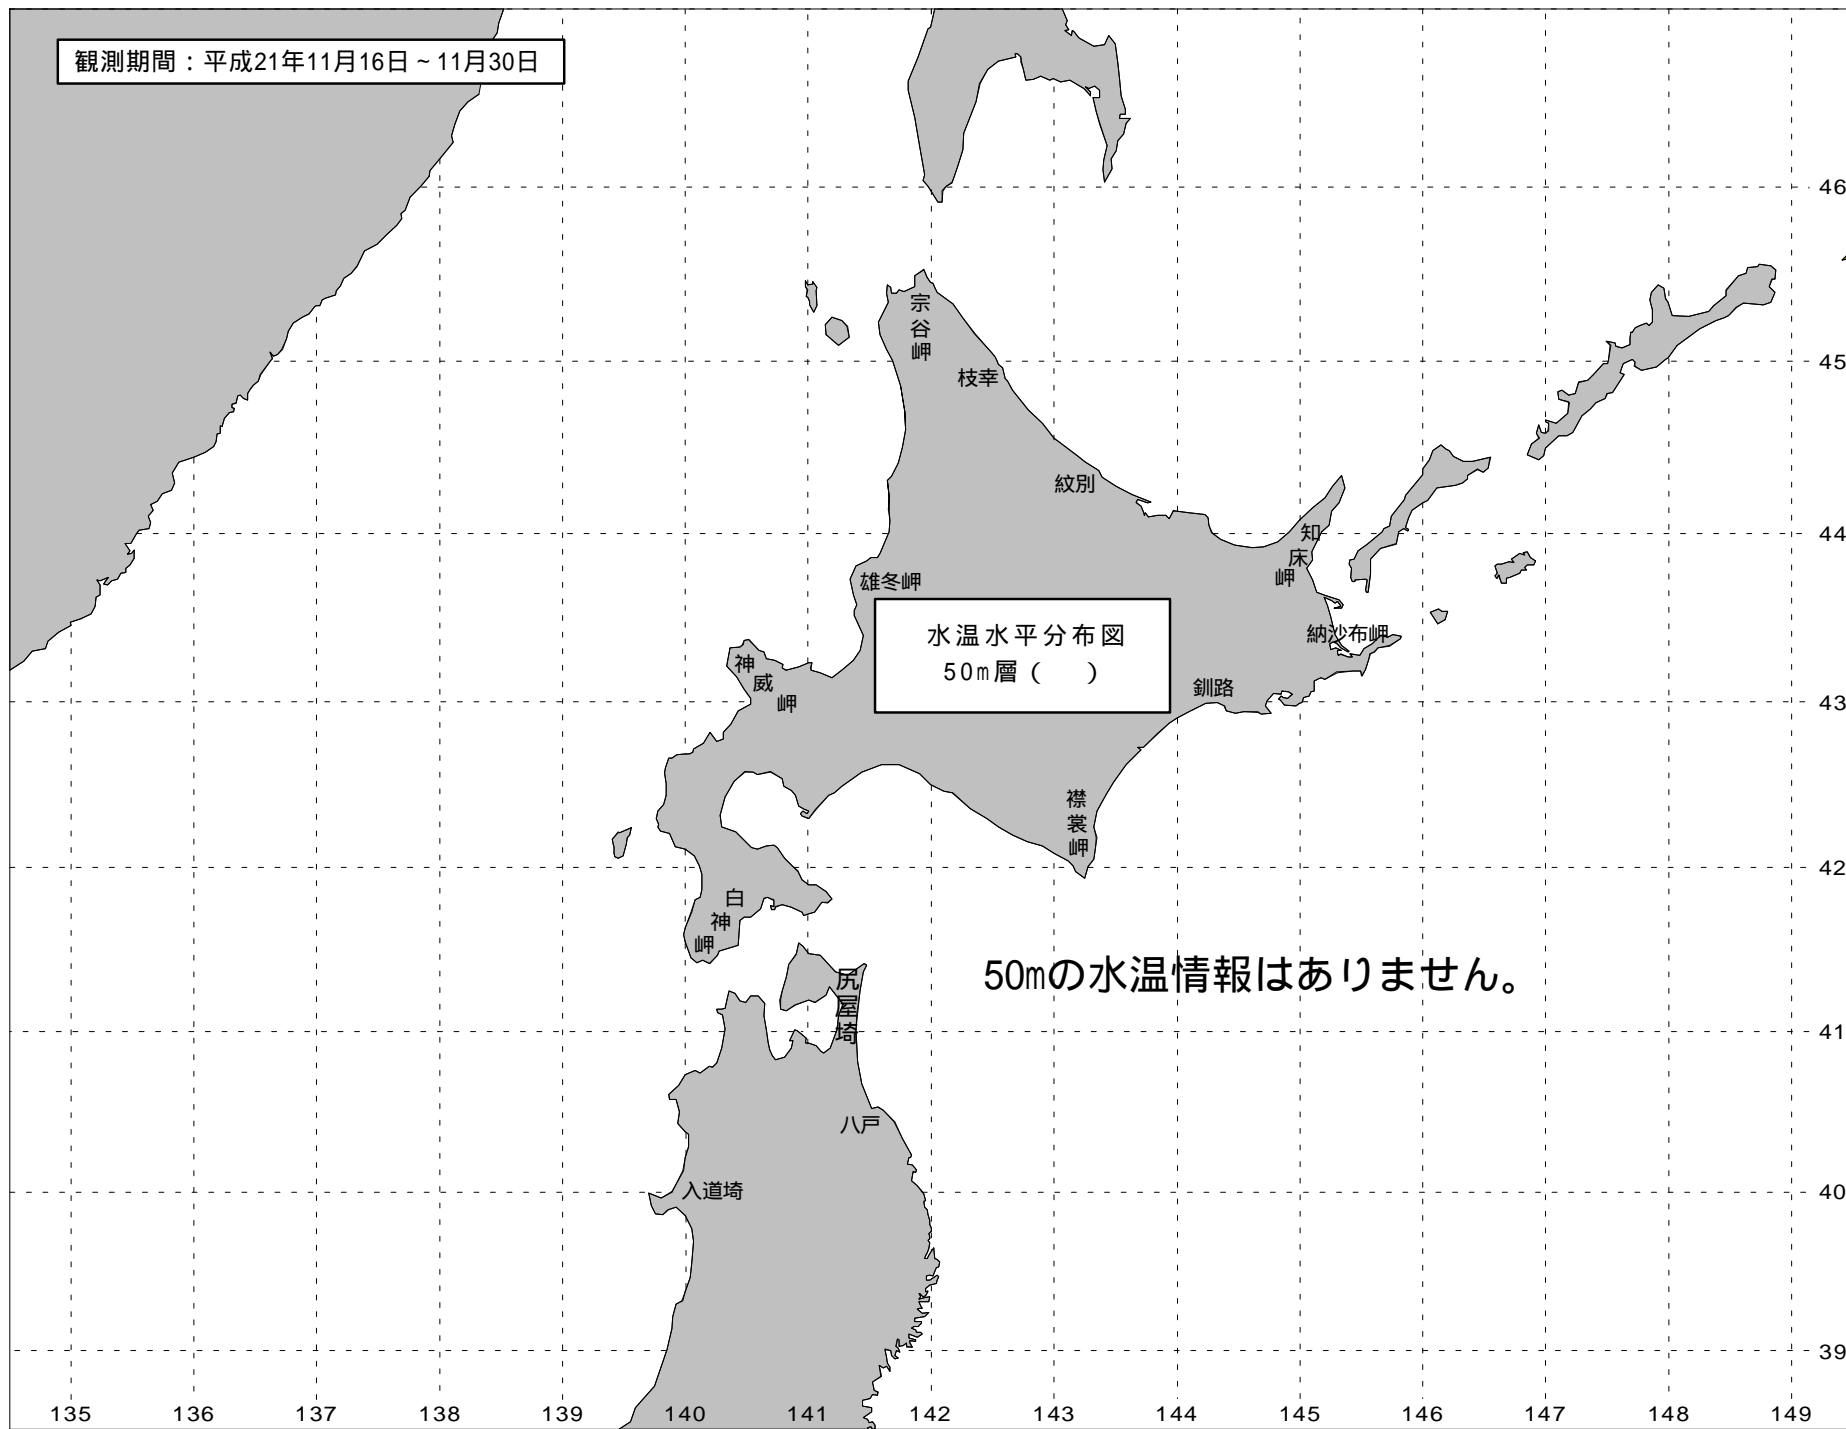 観測期間：平成21年11月16日～11月30日
46
宗谷岬
45
枝幸
紋別
44
知床岬
雄冬岬
水温水平分布図
50m層（　）
納沙布岬
神威岬
釧路
43
襟裳岬
42
白神岬
50mの水温情報はありません。
尻屋埼
41
八戸
入道埼
40
39
135 136 137 138 139 140 141 142 143 144 145 146 147 148 149